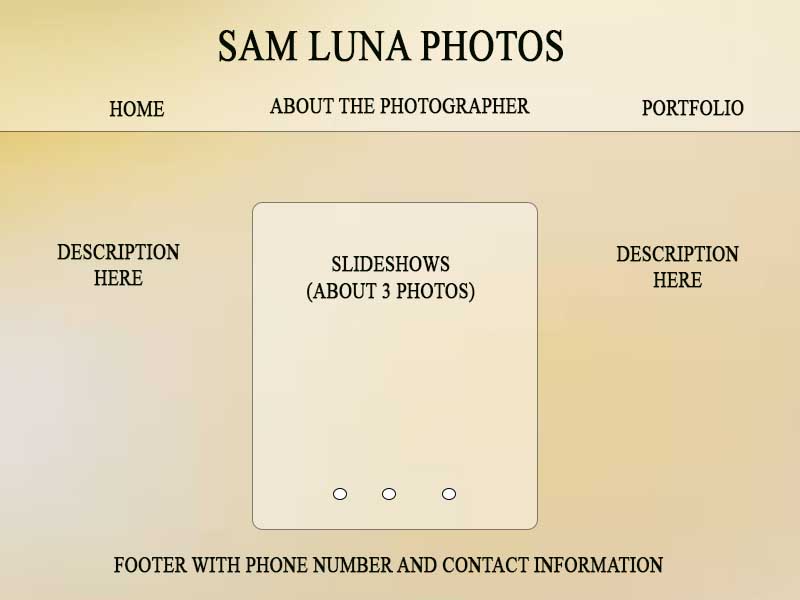 SAM LUNA PHOTOS
HOME
ABOUT THE PHOTOGRAPHER
PORTFOLIO
DESCRIPTION
HERE
SLIDESHOWS
(ABOUT 3 PHOTOS)
DESCRIPTION
HERE
FOOTER WITH PHONE NUMBER AND CONTACT INFORMATION